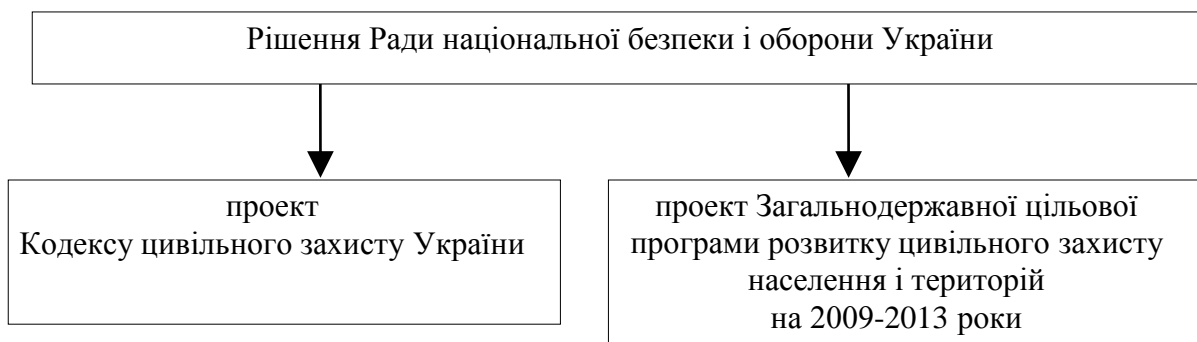 Рішення Ради національної безпеки і оборони України
проект
Кодексу цивільного захисту України
проект Загальнодержавної цільової
програми розвитку цивільного захисту
населення і територій
на 2009-2013 роки